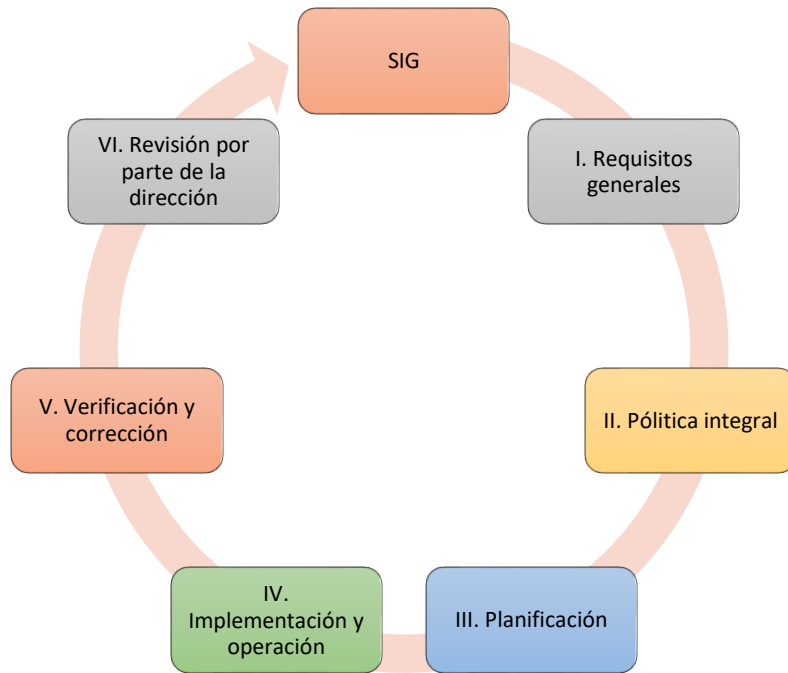 SIG
I. Requisitos
generales
II. Pólitica integral
III. Planificación
IV.
Implementación y
operación
V. Verificación y
corrección
VI. Revisión por
parte de la
dirección